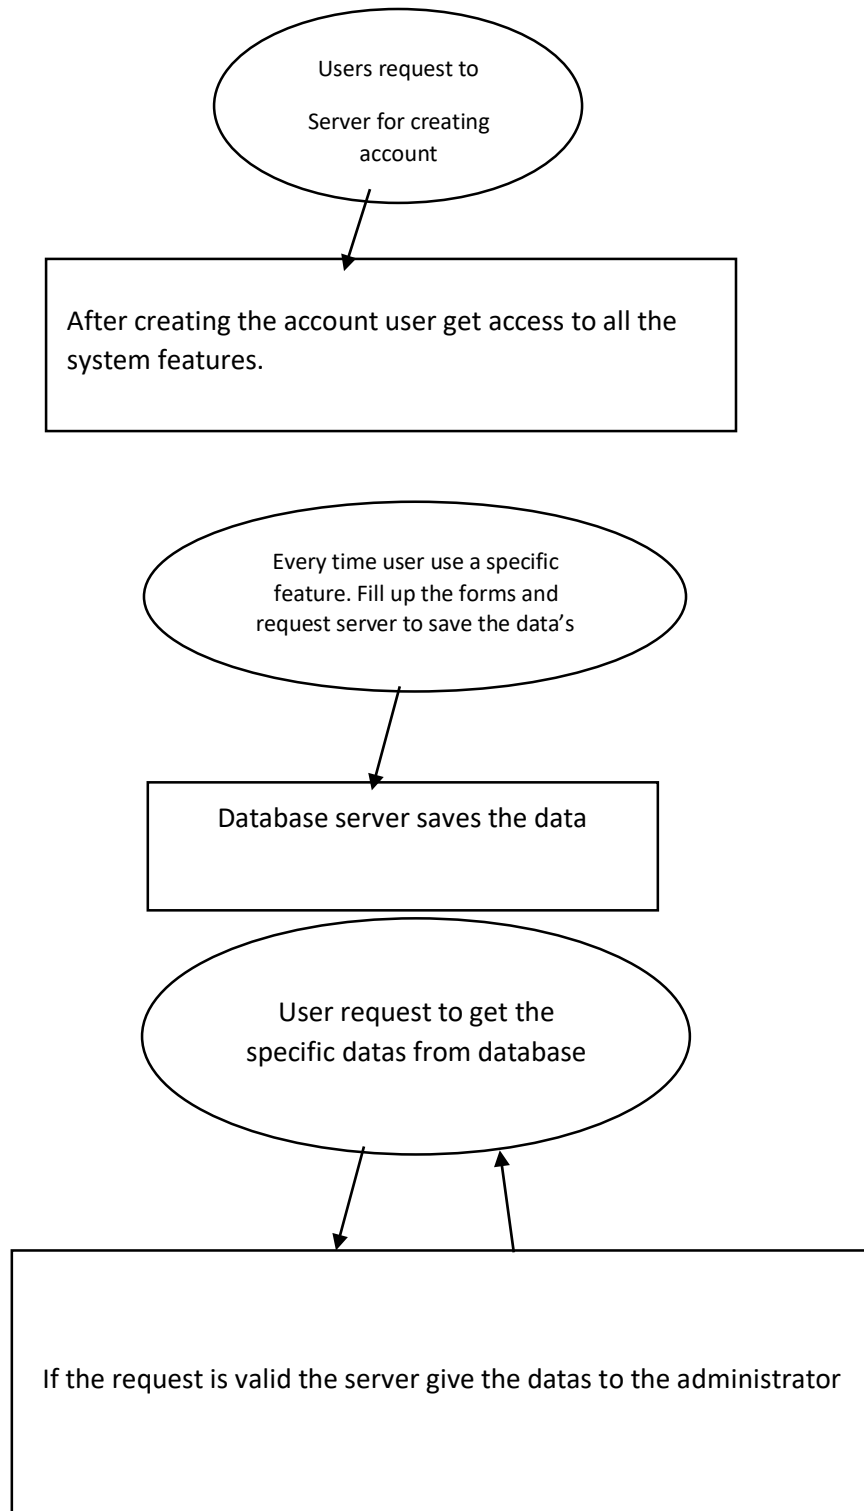 Users request to
Server for creating
account
After creating the account user get access to all the
system features.
Every time user use a specific
feature. Fill up the forms and
request server to save the data’s
Database server saves the data
User request to get the
specific datas from database
If the request is valid the server give the datas to the administrator